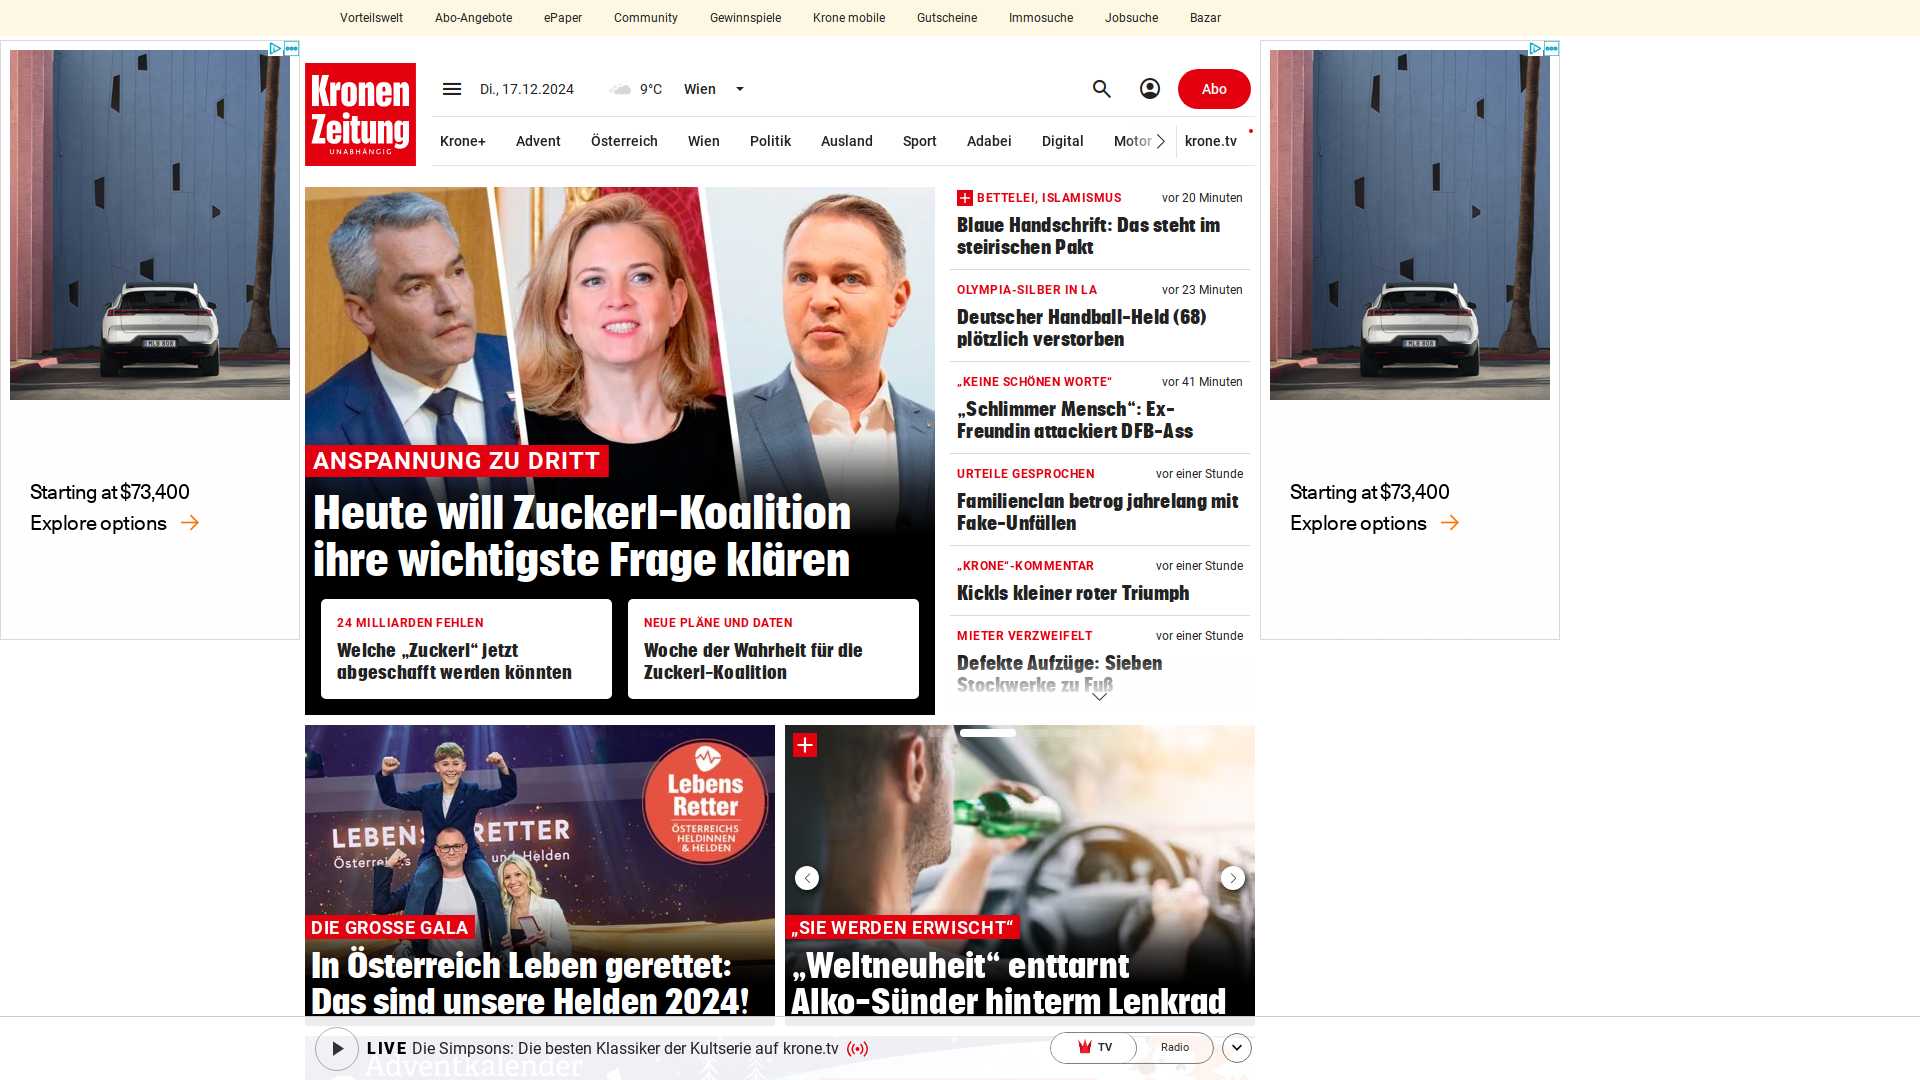 Vorteilswelt
Abo-Angebote
ePaper
Community
Gewinnspiele
Krone mobile
Gutscheine
Immosuche
Jobsuche
Bazar
Kronen
Zeitung
UNABHÄNGIG
Di., 17.12.2024
9°C
Wien
Abo
Krone+
Advent
Österreich
Wien
Politik
Ausland
Sport
Adabei
Digital
Motor
krone.tv
Starting at $73,400
Explore options
ANSPANNUNG ZU DRITT
Heute will Zuckerl-Koalition
ihre wichtigste Frage klären
24 MILLIARDEN FEHLEN
Welche „Zuckerl“ jetzt
abgeschafft werden könnten
NEUE PLÄNE UND DATEN
Woche der Wahrheit für die
Zuckerl-Koalition
BETTELEI, ISLAMISMUS
vor 20 Minuten
Blaue Handschrift: Das steht im
steirischen Pakt
OLYMPIA-SILBER IN LA
vor 23 Minuten
Deutscher Handball-Held (68)
plötzlich verstorben
„KEINE SCHÖNEN WORTE“
vor 41 Minuten
„Schlimmer Mensch“: Ex-
Freundin attackiert DFB-Ass
URTEILE GESPROCHEN
vor einer Stunde
Familienclan betrog jahrelang mit
Fake-Unfällen
„KRONE“-KOMMENTAR
vor einer Stunde
Kickls kleiner roter Triumph
MIETER VERZWEIFELT
vor einer Stunde
Defekte Aufzüge: Sieben
Stockwerke zu Fuß
Starting at $73,400
Explore options
Lebens
Retter
ÖSTERREICHS
HELDINNEN
& HELDEN
DIE GROSSE GALA
In Österreich Leben gerettet:
Das sind unsere Helden 2024!
„SIE WERDEN ERWISCHT“
„Weltneuheit“ enttarnt
Alko-Sünder hinterm Lenkrad
LIVE Die Simpsons: Die besten Klassiker der Kultserie auf krone.tv
TV
Radio
Adventkalender